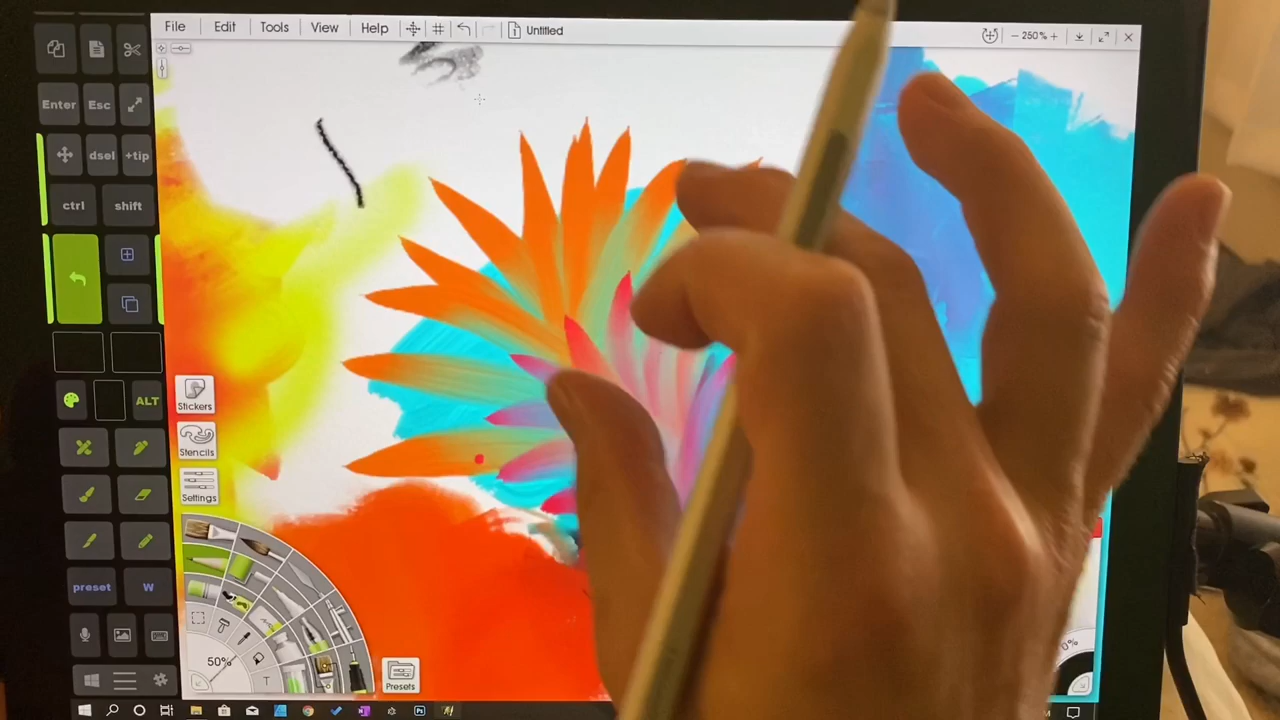 File Edit Tools View Help Untitled − 250% +
Enter Esc
dsel +tip
ctrl shift
ALT
Stickers
Stencils
Settings
preset W
50%
Presets
0%